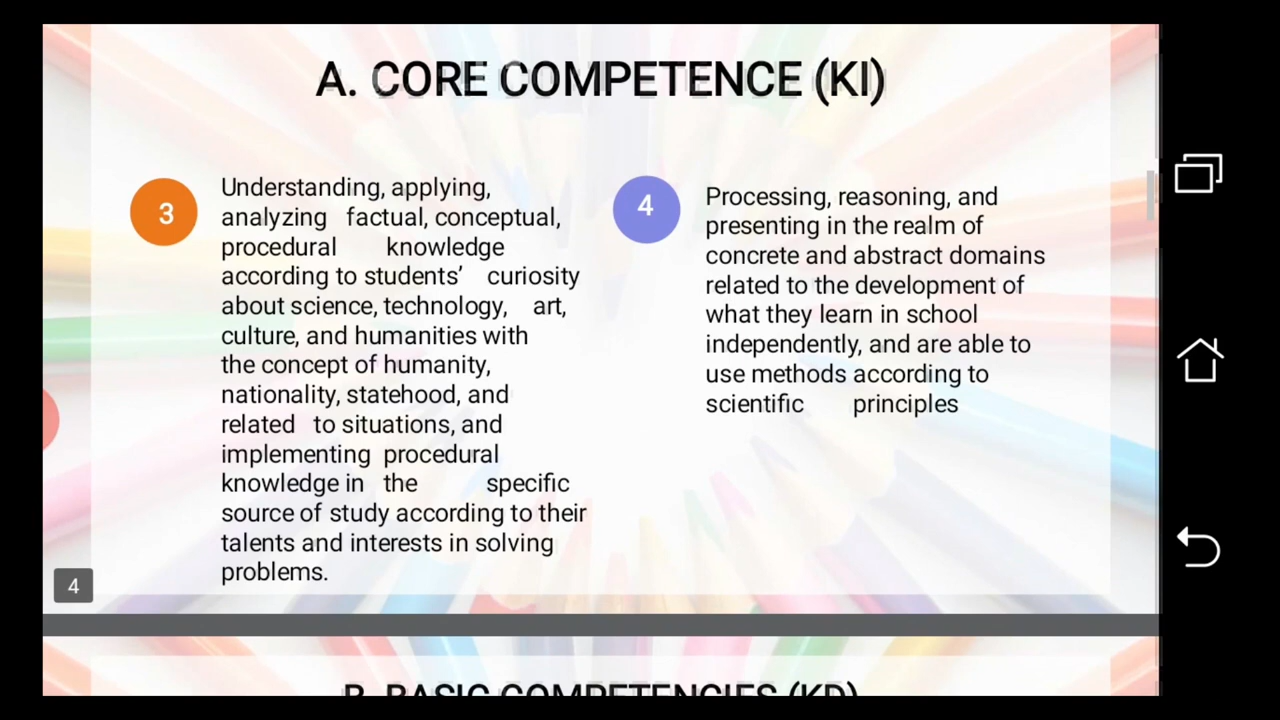 A. CORE COMPETENCE (KI)
3
Understanding, applying,
analyzing factual, conceptual,
procedural knowledge
according to students’ curiosity
about science, technology, art,
culture, and humanities with
the concept of humanity,
nationality, statehood, and
related to situations, and
implementing procedural
knowledge in the specific
source of study according to their
talents and interests in solving
problems.
4
Processing, reasoning, and
presenting in the realm of
concrete and abstract domains
related to the development of
what they learn in school
independently, and are able to
use methods according to
scientific principles
4
B. BASIC COMPETENCIES (KD)